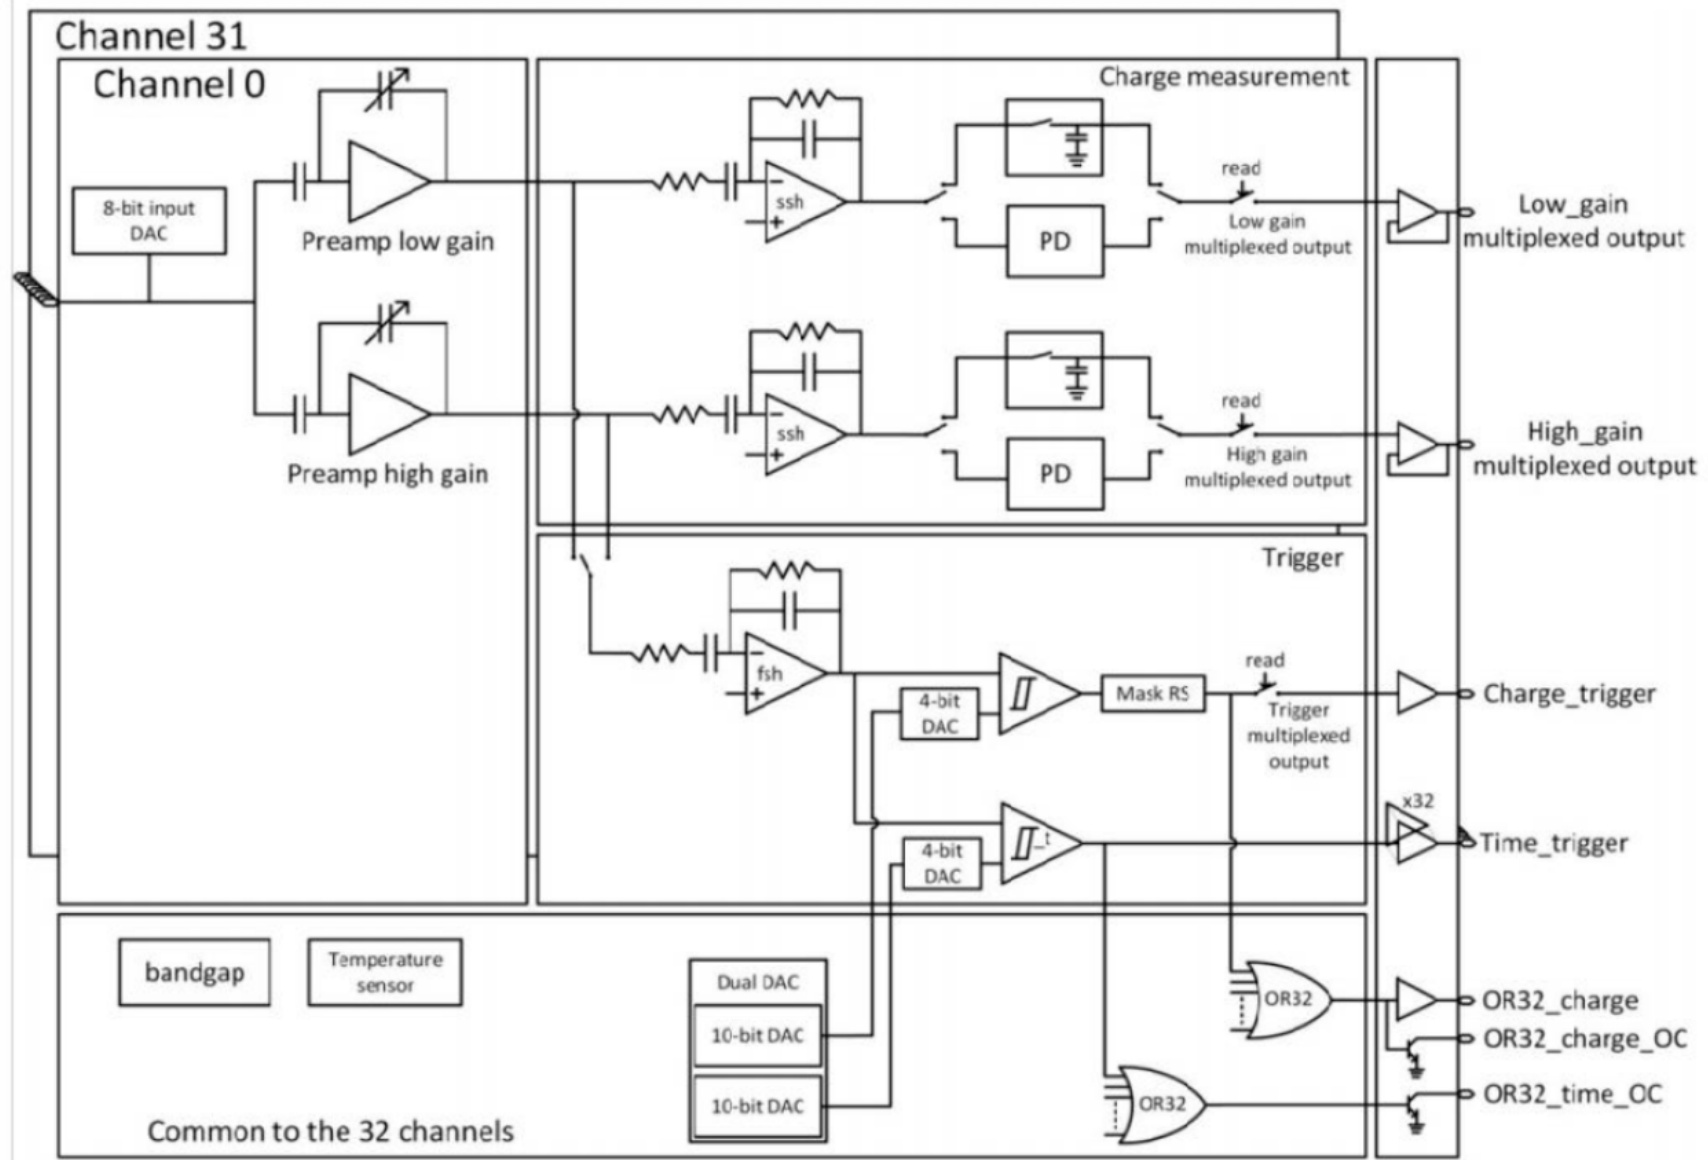 Channel 31
Channel 0
8-bit input
DAC
Preamp low gain
Preamp high gain
Charge measurement
ssh
PD
read
Low gain
multiplexed output
ssh
PD
read
High gain
multiplexed output
Low_gain
multiplexed output
High_gain
multiplexed output
Trigger
fsh
4-bit
DAC
Mask RS
read
Trigger
multiplexed
output
4-bit
DAC
_t
x32
Charge_trigger
Time_trigger
bandgap
Temperature
sensor
Dual DAC
10-bit DAC
10-bit DAC
OR32
OR32
OR32_charge
OR32_charge_OC
OR32_time_OC
Common to the 32 channels